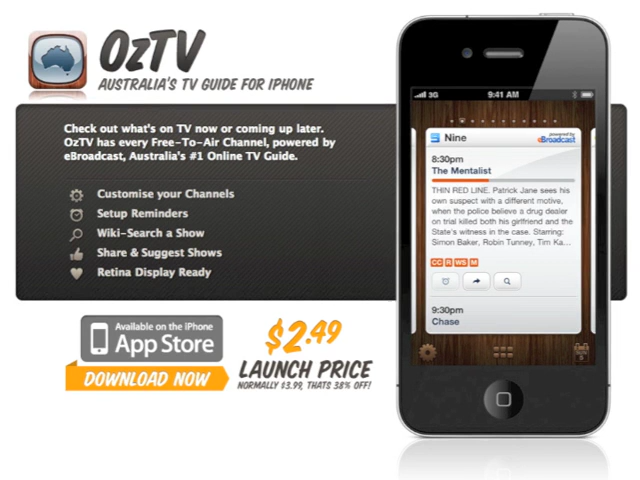 OzTV
AUSTRALIA'S TV GUIDE FOR IPHONE
Check out what's on TV now or coming up later.
OzTV has every Free-To-Air Channel, powered by
eBroadcast, Australia's #1 Online TV Guide.
Customise your Channels
Setup Reminders
Wiki-Search a Show
Share & Suggest Shows
Retina Display Ready
Available on the iPhone
App Store
DOWNLOAD NOW
$2.49
LAUNCH PRICE
NORMALLY $3.99, THATS 38% OFF!
3G 9:41 AM
Nine
powered by
eBroadcast
8:30pm
The Mentalist
THIN RED LINE. Patrick Jane sees his
own suspect with a different motive,
when the police believe a drug dealer
on trial killed both his girlfriend and the
State's witness in the case. Starring:
Simon Baker, Robin Tunney, Tim Ka...
CC R WS M
9:30pm
Chase